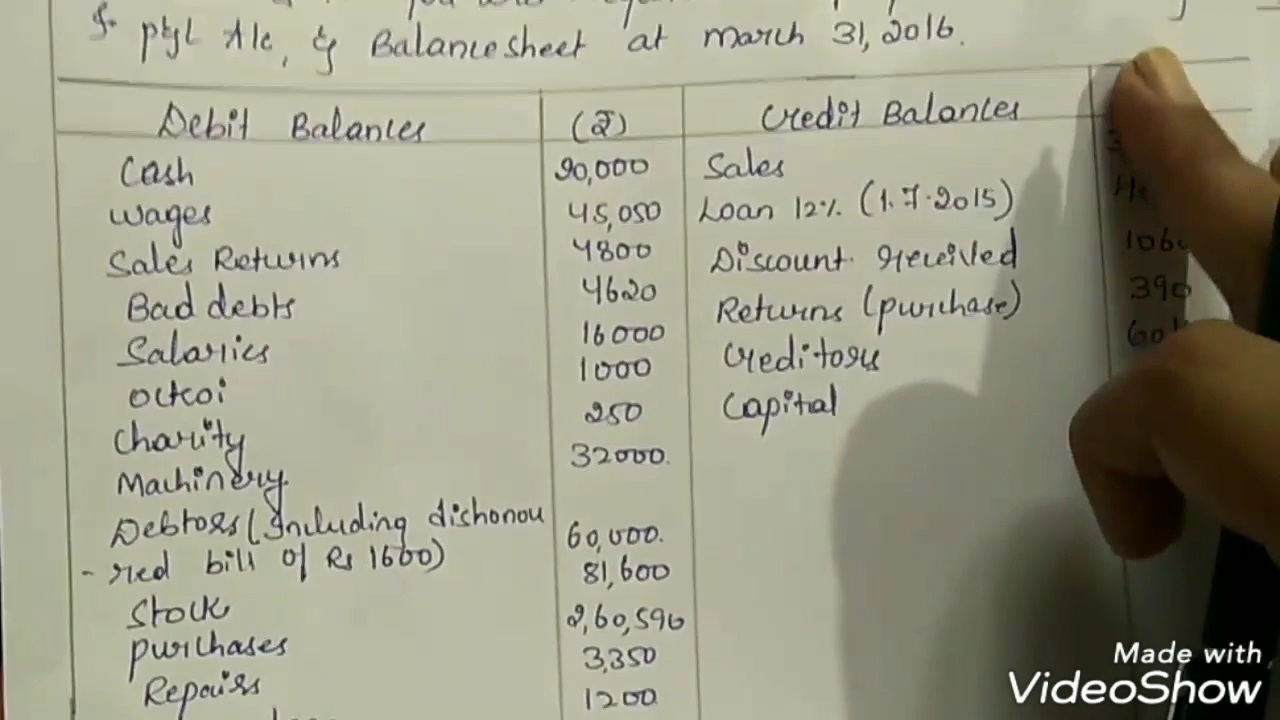 & P&L A/c, & Balancesheet at march 31, 2016.
Debit Balances (₹) Credit Balances
Cash 20,000 Sales
Wages 45,050 Loan 12% (1.7.2015)
Sales Returns 4800 Discount received
Bad debts 4620 Returns (purchase) 390
Salaries 16000 Creditors
Octroi 1000 Capital
Charity 250
Machinery 32000.
Debtors (Including dishonou
-red bill of Rs 1600) 60,000.
Stock 81,600
purchases 2,60,590
Repairs 3,350
1200
Made with
VideoShow